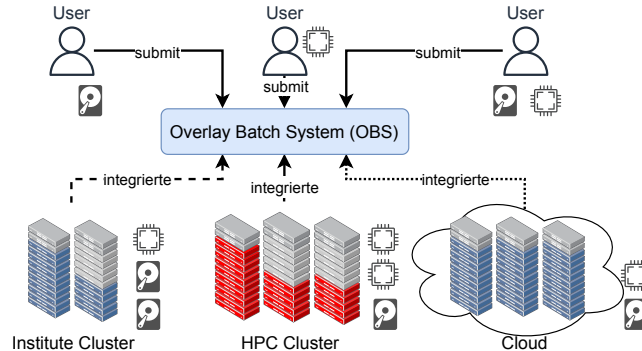 User
User
User
submit
submit
submit
Overlay Batch System (OBS)
integrierte
integrierte
integrierte
Institute Cluster
HPC Cluster
Cloud